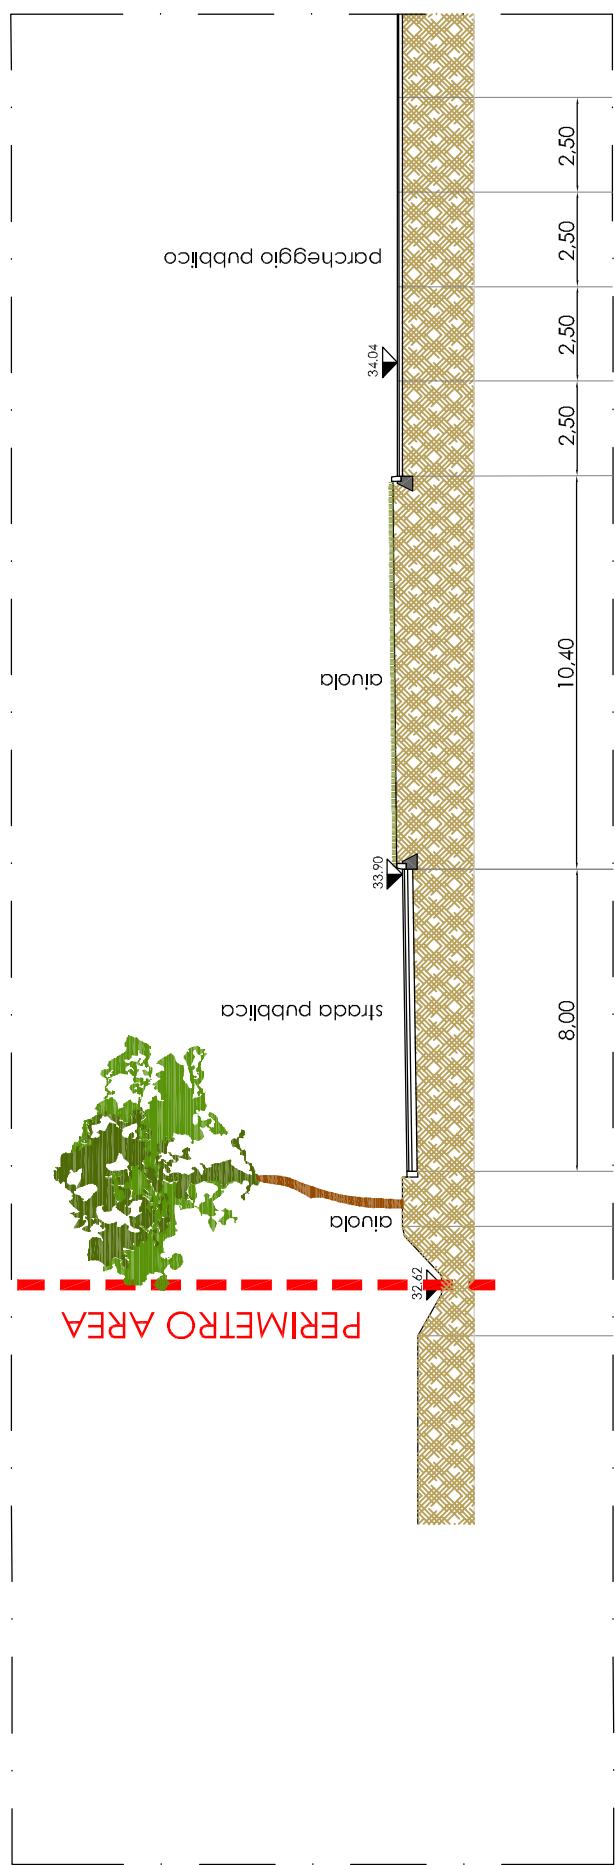 2,50
parcheggio pubblico
2,50
2,50
34.04
2,50
10,40
aiuola
33.90
strada pubblica
8,00
aiuola
32.62
PERIMETRO AREA